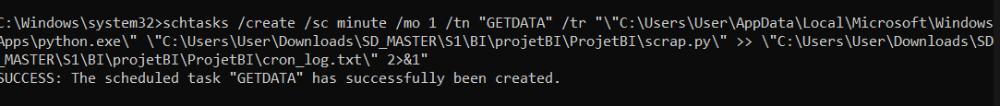 C:\Windows\system32>schtasks /create /sc minute /mo 1 /tn "GETDATA" /tr "\"C:\Users\User\AppData\Local\Microsoft\Windows
Apps\python.exe\" \"C:\Users\User\Downloads\SD_MASTER\S1\BI\projetBI\ProjetBI\scrap.py\" >> \"C:\Users\User\Downloads\SD
_MASTER\S1\BI\projetBI\ProjetBI\cron_log.txt\" 2>&1"
SUCCESS: The scheduled task "GETDATA" has successfully been created.